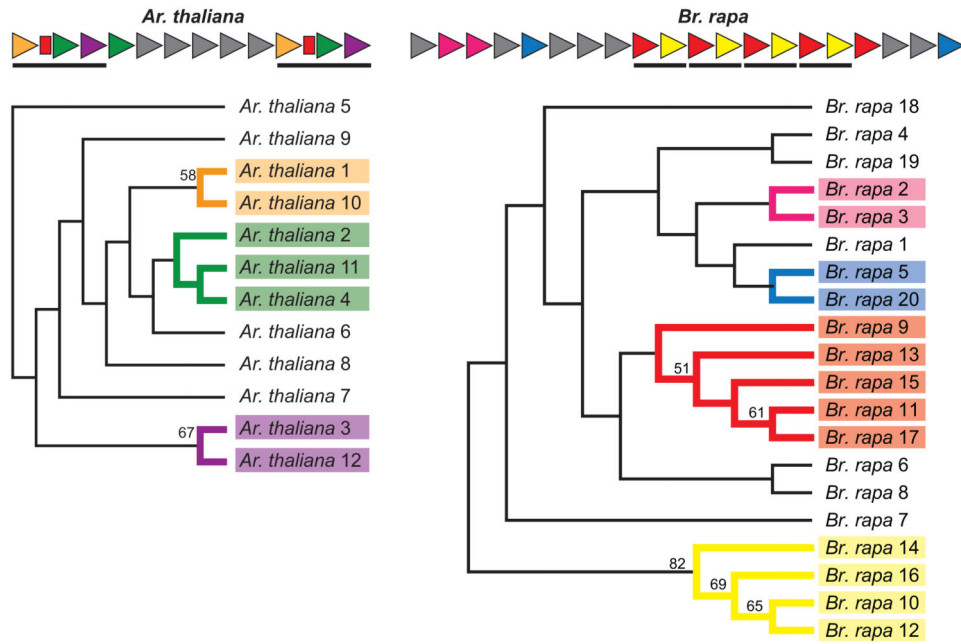 Ar. thaliana
Br. rapa
Ar. thaliana 5
Ar. thaliana 9
58
Ar. thaliana 1
Ar. thaliana 10
Ar. thaliana 2
Ar. thaliana 11
Ar. thaliana 4
Ar. thaliana 6
Ar. thaliana 8
Ar. thaliana 7
67
Ar. thaliana 3
Ar. thaliana 12
Br. rapa 18
Br. rapa 4
Br. rapa 19
Br. rapa 2
Br. rapa 3
Br. rapa 1
Br. rapa 5
Br. rapa 20
Br. rapa 9
51
Br. rapa 13
Br. rapa 15
61
Br. rapa 11
Br. rapa 17
Br. rapa 6
Br. rapa 8
Br. rapa 7
82
Br. rapa 14
69
Br. rapa 16
65
Br. rapa 10
Br. rapa 12